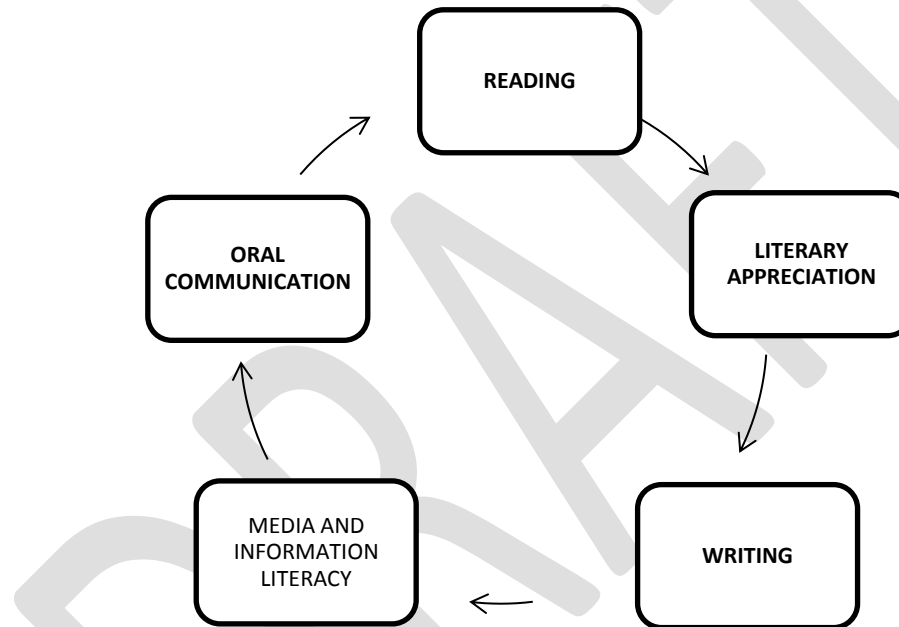 READING
LITERARY
APPRECIATION
WRITING
MEDIA AND
INFORMATION
LITERACY
ORAL
COMMUNICATION
DRAFT